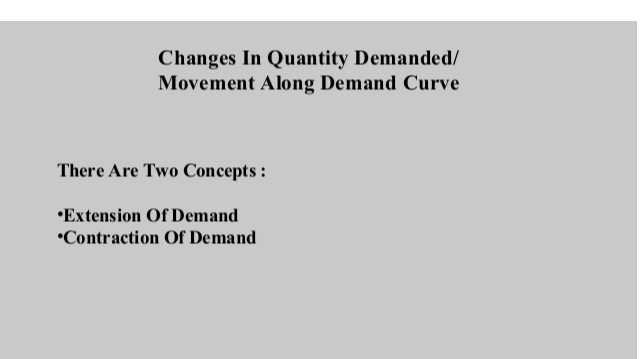 Changes In Quantity Demanded/
Movement Along Demand Curve
There Are Two Concepts :
•Extension Of Demand
•Contraction Of Demand